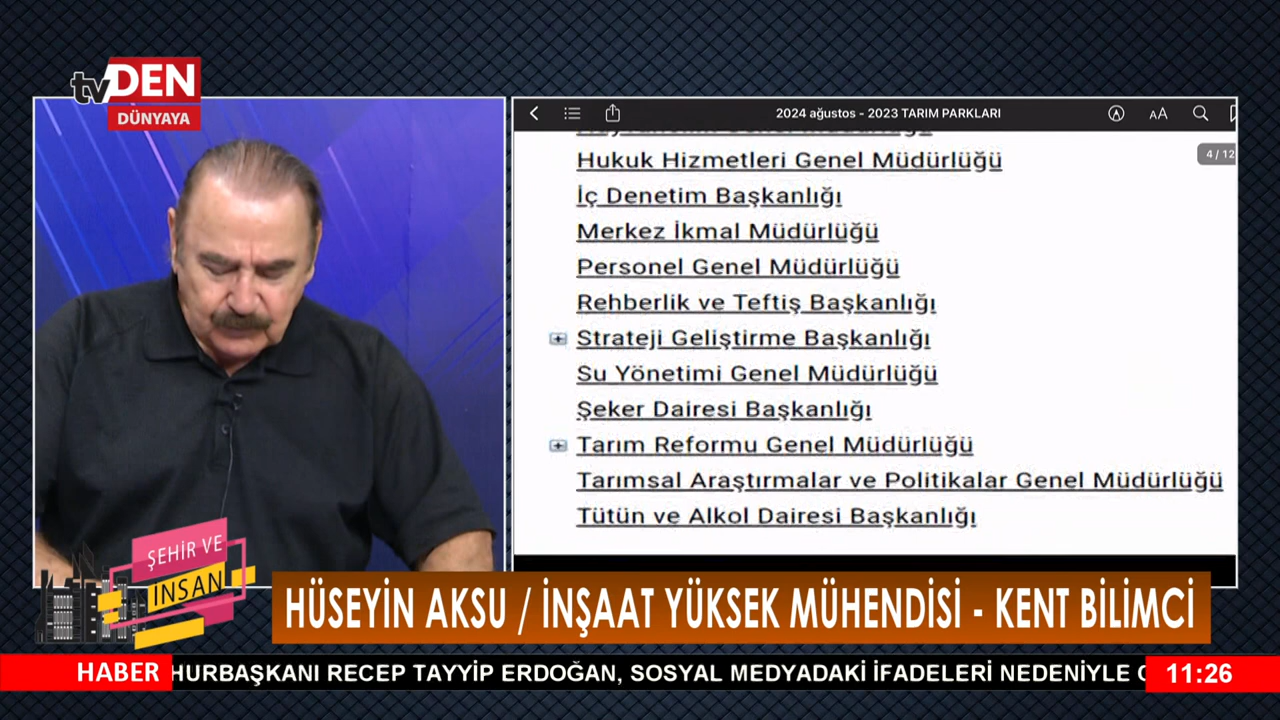 tvDEN
DÜNYAYA
2024 ağustos - 2023 TARIM PARKLARI
AA
4 / 12
Hukuk Hizmetleri Genel Müdürlüğü
İç Denetim Başkanlığı
Merkez İkmal Müdürlüğü
Personel Genel Müdürlüğü
Rehberlik ve Teftiş Başkanlığı
Strateji Geliştirme Başkanlığı
Su Yönetimi Genel Müdürlüğü
Şeker Dairesi Başkanlığı
Tarım Reformu Genel Müdürlüğü
Tarımsal Araştırmalar ve Politikalar Genel Müdürlüğü
Tütün ve Alkol Dairesi Başkanlığı
ŞEHİR VE
INSAN
HÜSEYİN AKSU / İNŞAAT YÜKSEK MÜHENDİSİ - KENT BİLİMCİ
HABER HURBAŞKANI RECEP TAYYİP ERDOĞAN, SOSYAL MEDYADAKİ İFADELERİ NEDENİYLE 11:26